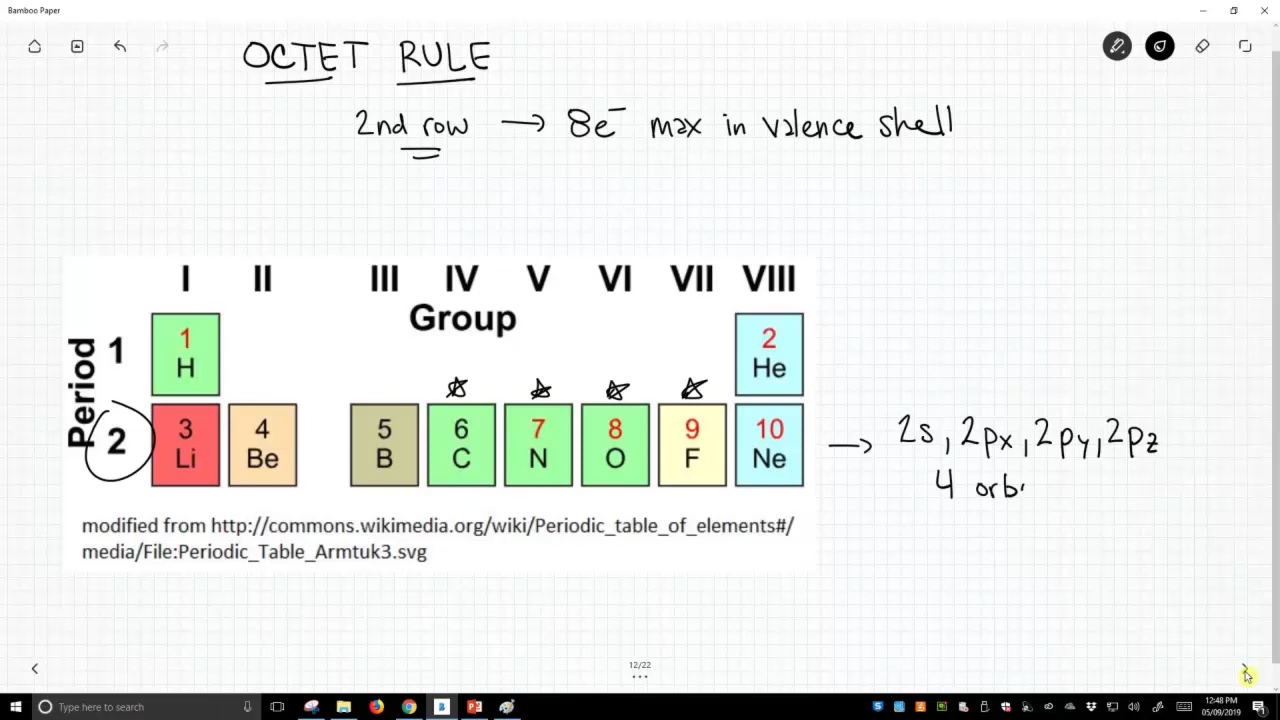 Bamboo Paper
OCTET RULE
2nd row → 8e⁻ max in valence shell
I II III IV V VI VII VIII
Group
Period
1
1
H
2
He
2
3
Li
4
Be
5
B
6
C
7
N
8
O
9
F
10
Ne
→ 2s, 2px, 2py, 2pz
4 orbi
modified from http://commons.wikimedia.org/wiki/Periodic_table_of_elements#/
media/File:Periodic_Table_Armtuk3.svg
12/22
Type here to search
12:48 PM
05/09/2019